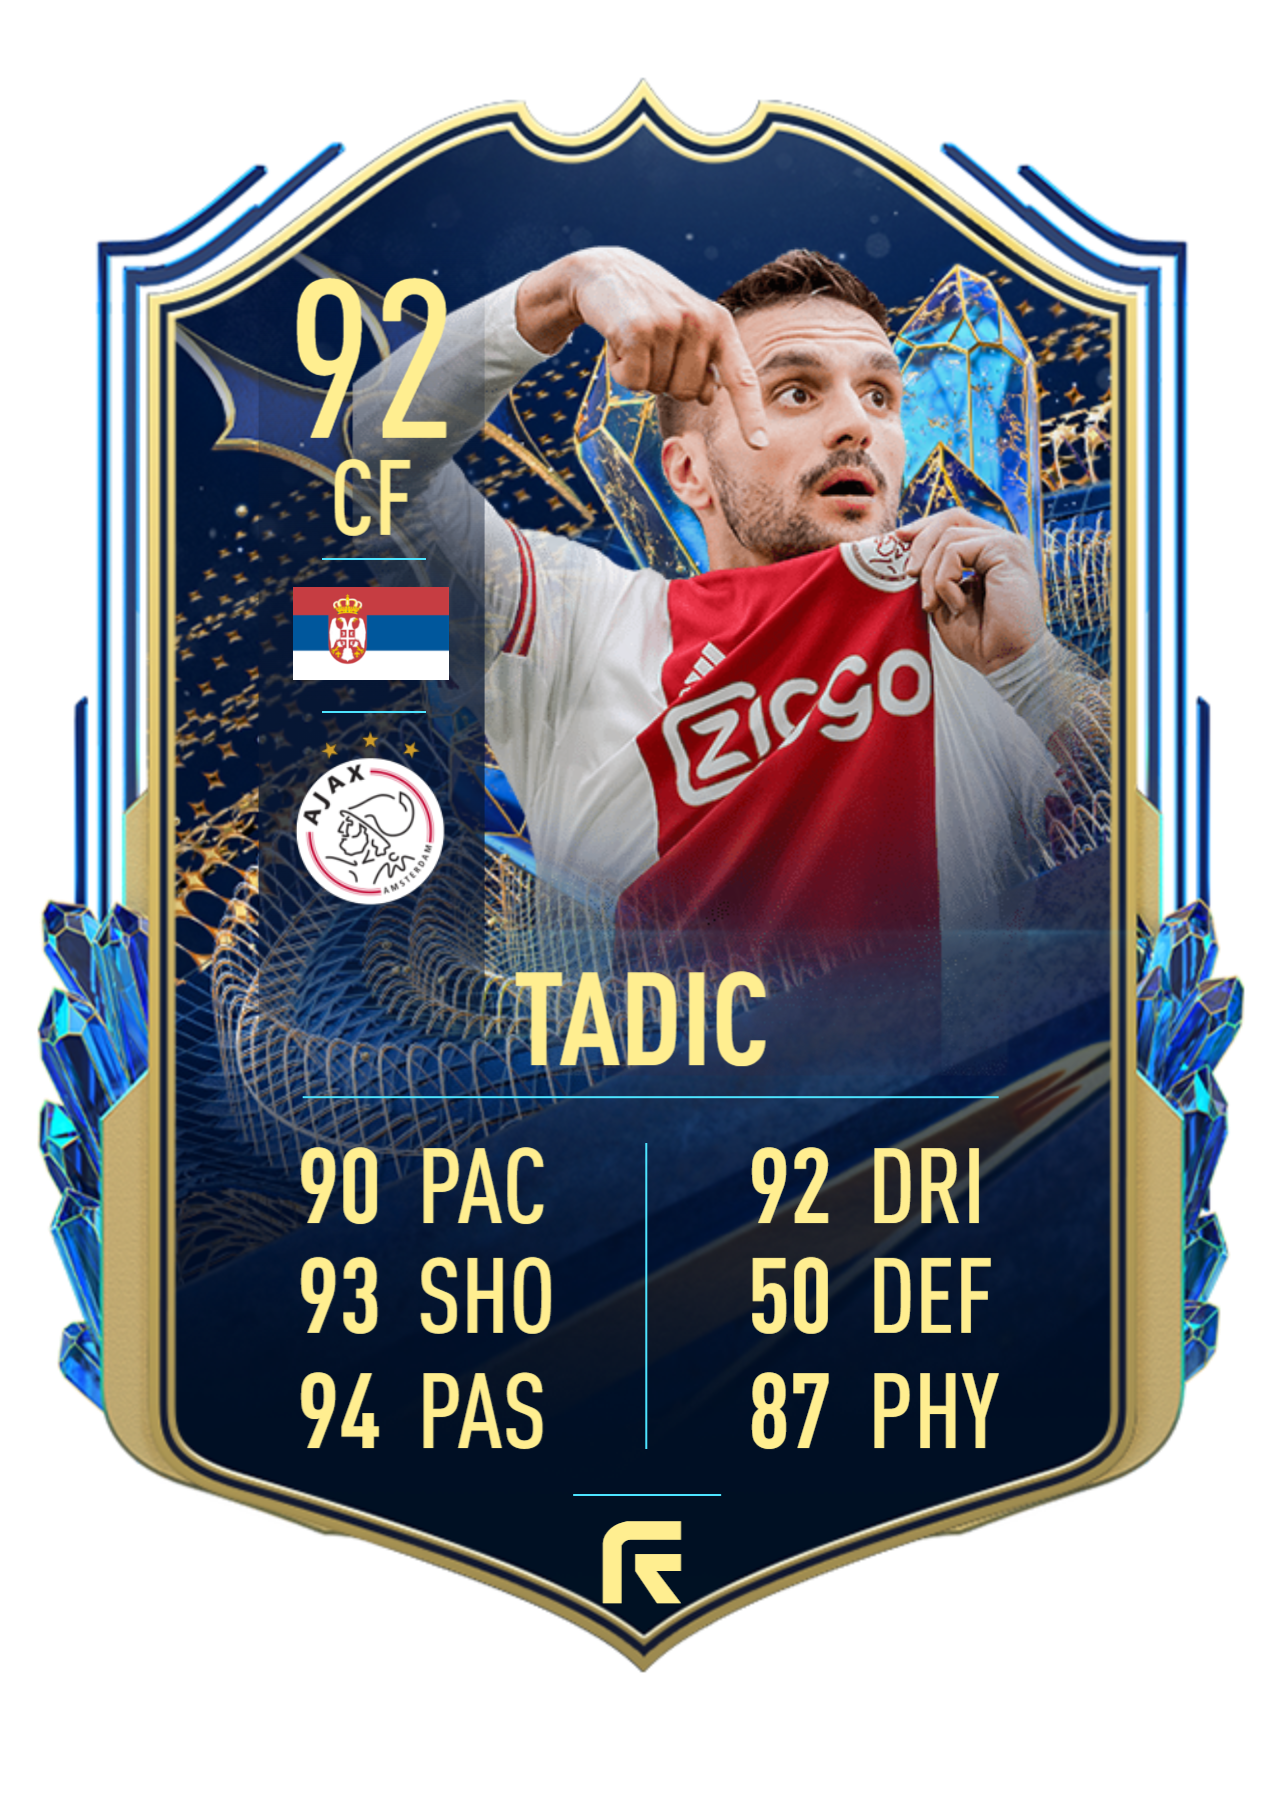 92
CF
AJAX
AMSTERDAM
ziggo
TADIC
90 PAC
93 SHO
94 PAS
92 DRI
50 DEF
87 PHY